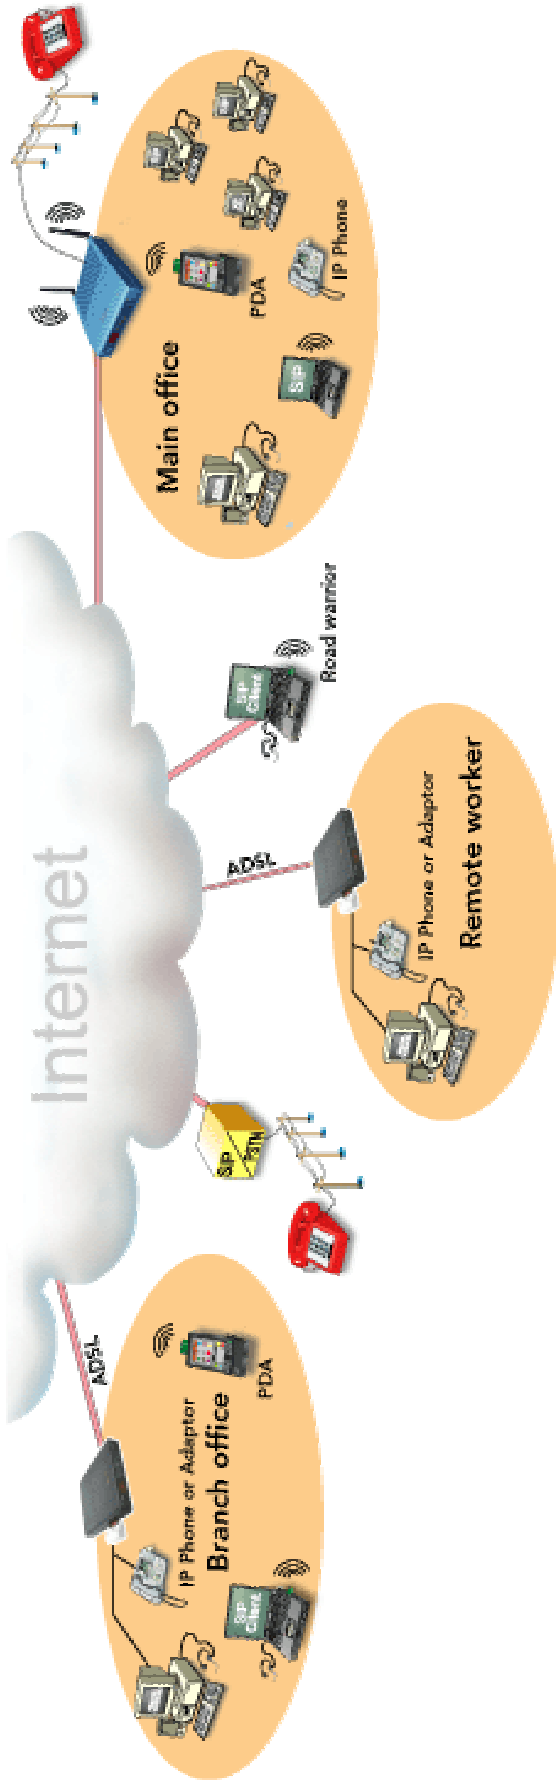 Internet
ADSL
IP Phone or Adaptor
Branch office
PDA
SIP
Client
SIP
PSTN
ADSL
IP Phone or Adaptor
Remote worker
SIP
Client
Road warrior
Main office
PDA
SIP
IP Phone